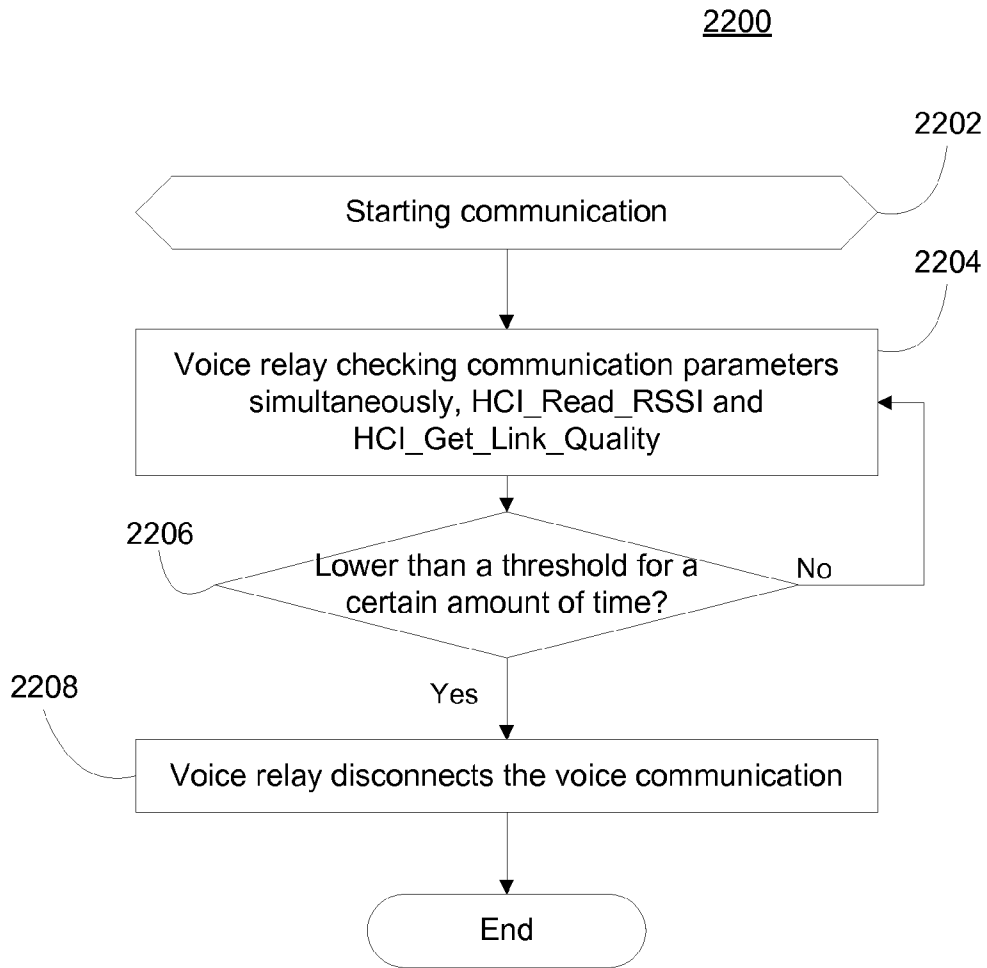 2200
2202
Starting communication
2204
Voice relay checking communication parameters
simultaneously, HCI_Read_RSSI and
HCI_Get_Link_Quality
2206
Lower than a threshold for a
certain amount of time?
No
Yes
2208
Voice relay disconnects the voice communication
End